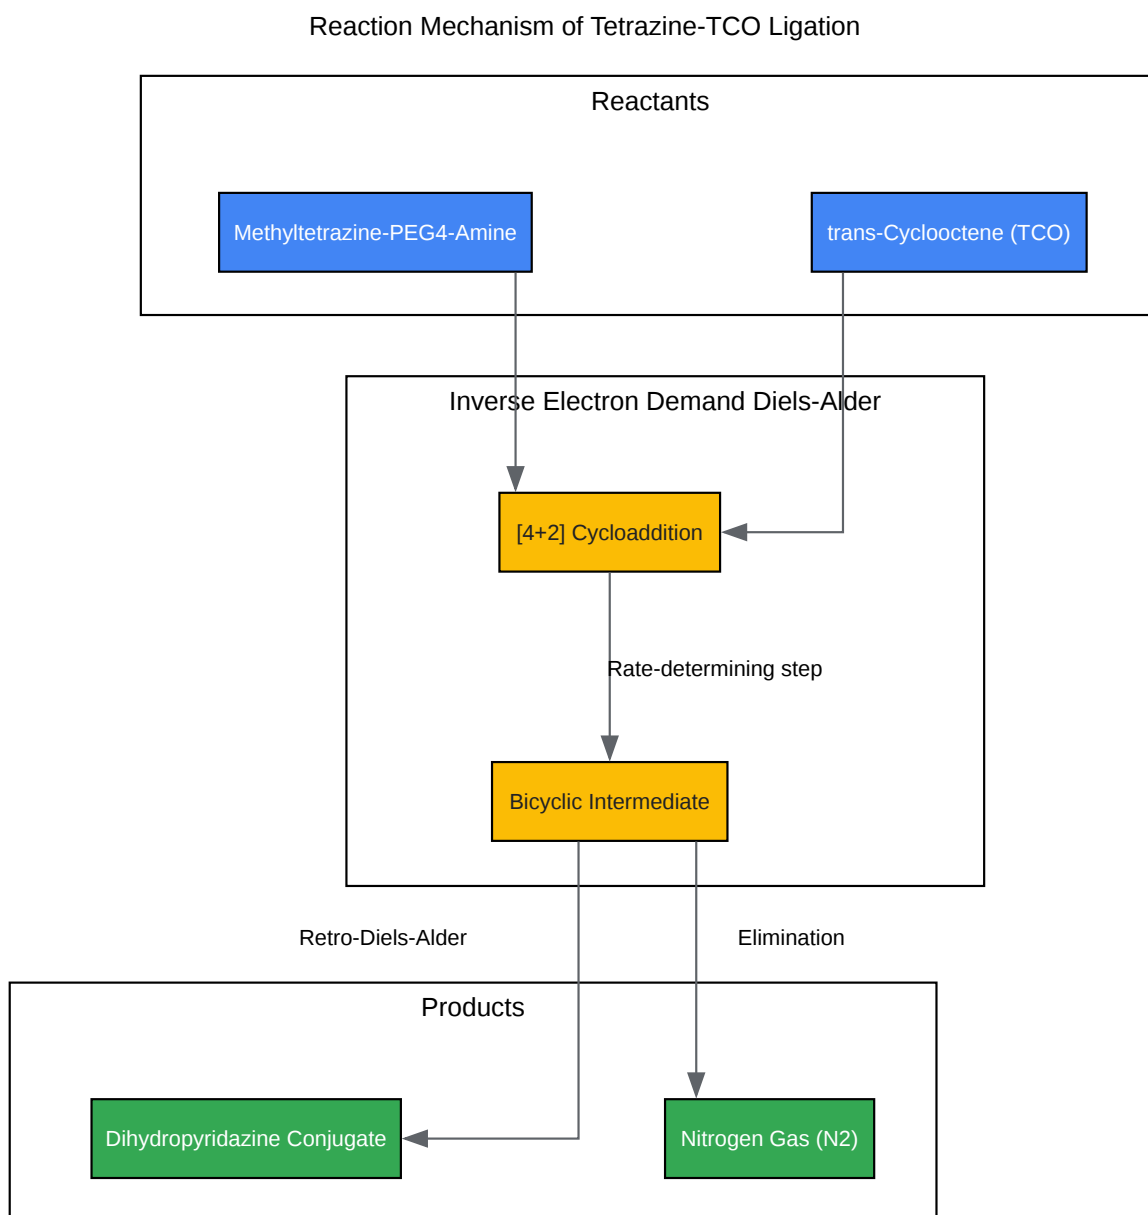 Reaction Mechanism of Tetrazine-TCO Ligation
Reactants
Methyltetrazine-PEG4-Amine
trans-Cyclooctene (TCO)
Inverse Electron Demand Diels-Alder
[4+2] Cycloaddition
Rate-determining step
Bicyclic Intermediate
Retro-Diels-Alder
Elimination
Products
Dihydropyridazine Conjugate
Nitrogen Gas (N2)